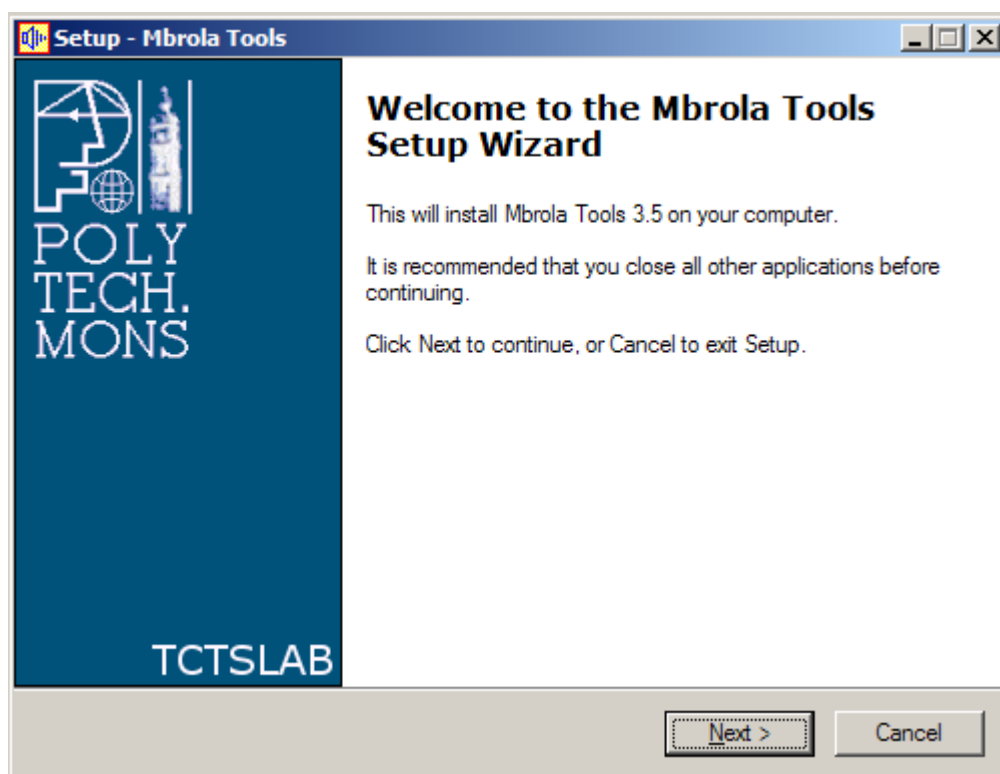 Setup - Mbrola Tools
POLY
TECH.
MONS
TCTSLAB
Welcome to the Mbrola Tools
Setup Wizard
This will install Mbrola Tools 3.5 on your computer.
It is recommended that you close all other applications before
continuing.
Click Next to continue, or Cancel to exit Setup.
Next >
Cancel